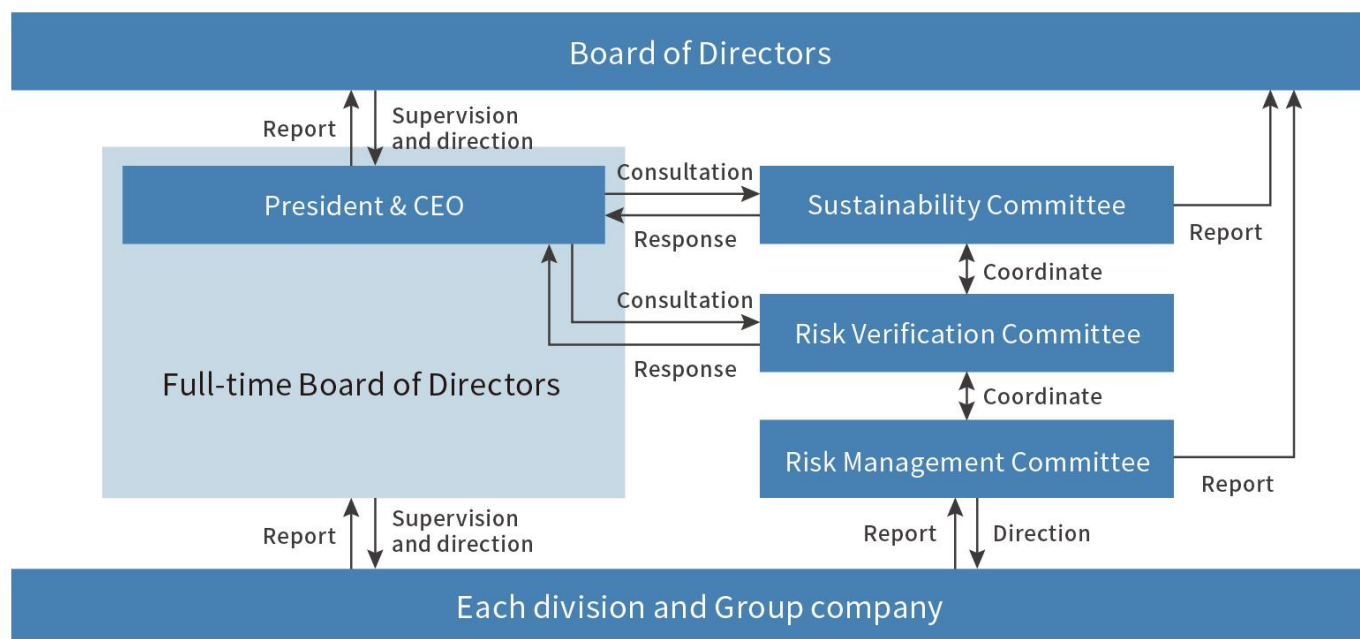 Board of Directors
Report
Supervision
and direction
President & CEO
Consultation
Response
Sustainability Committee
Report
Coordinate
Consultation
Response
Risk Verification Committee
Full-time Board of Directors
Coordinate
Risk Management Committee
Report
Report
Supervision
and direction
Report
Direction
Each division and Group company